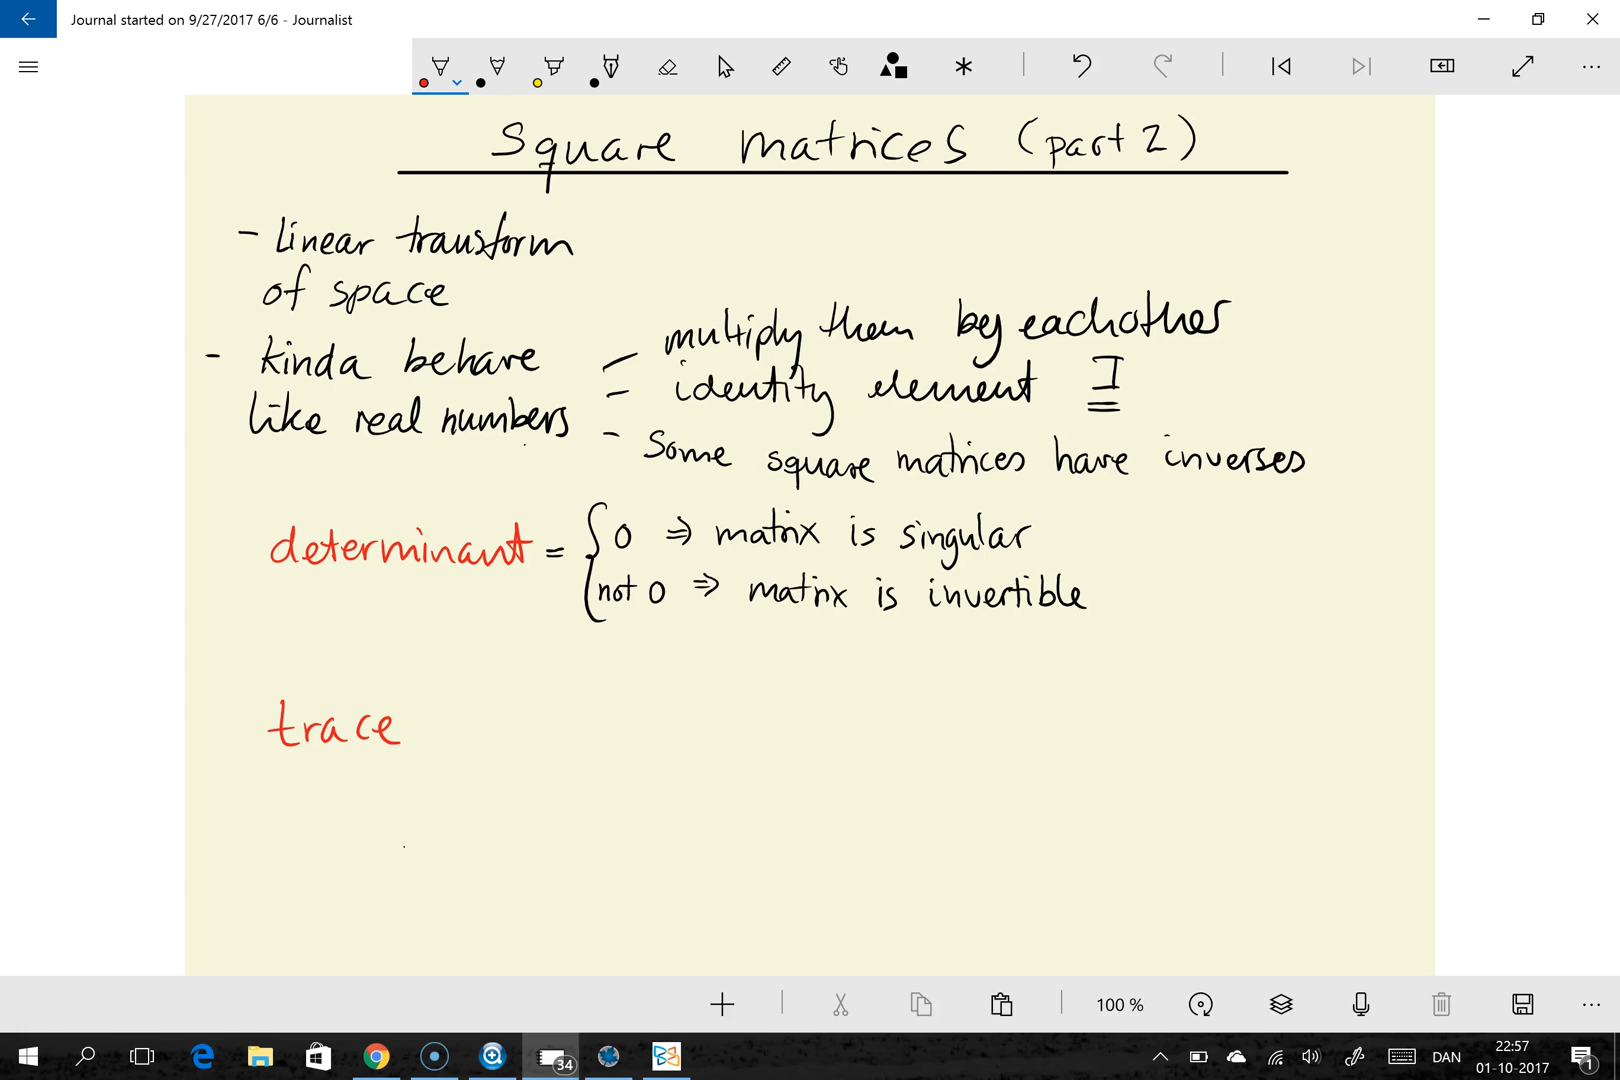 Journal started on 9/27/2017 6/6 - Journalist
Square matrices (part 2)
- Linear transform
of space
- kinda behave
like real numbers
- multiply them by eachother
- identity element I
- Some square matrices have inverses
determinant = { 0 ⇒ matrix is singular
not 0 ⇒ matrix is invertible
trace
100 %
34
DAN
22:57
01-10-2017
1